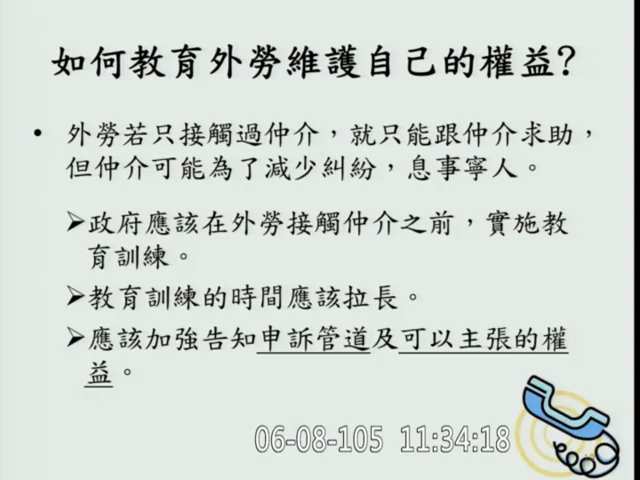 如何教育外勞維護自己的權益?
• 外勞若只接觸過仲介，就只能跟仲介求助，
但仲介可能為了減少糾紛，息事寧人。
➢政府應該在外勞接觸仲介之前，實施教
育訓練。
➢教育訓練的時間應該拉長。
➢應該加強告知申訴管道及可以主張的權
益。
06-08-105 11:34:18